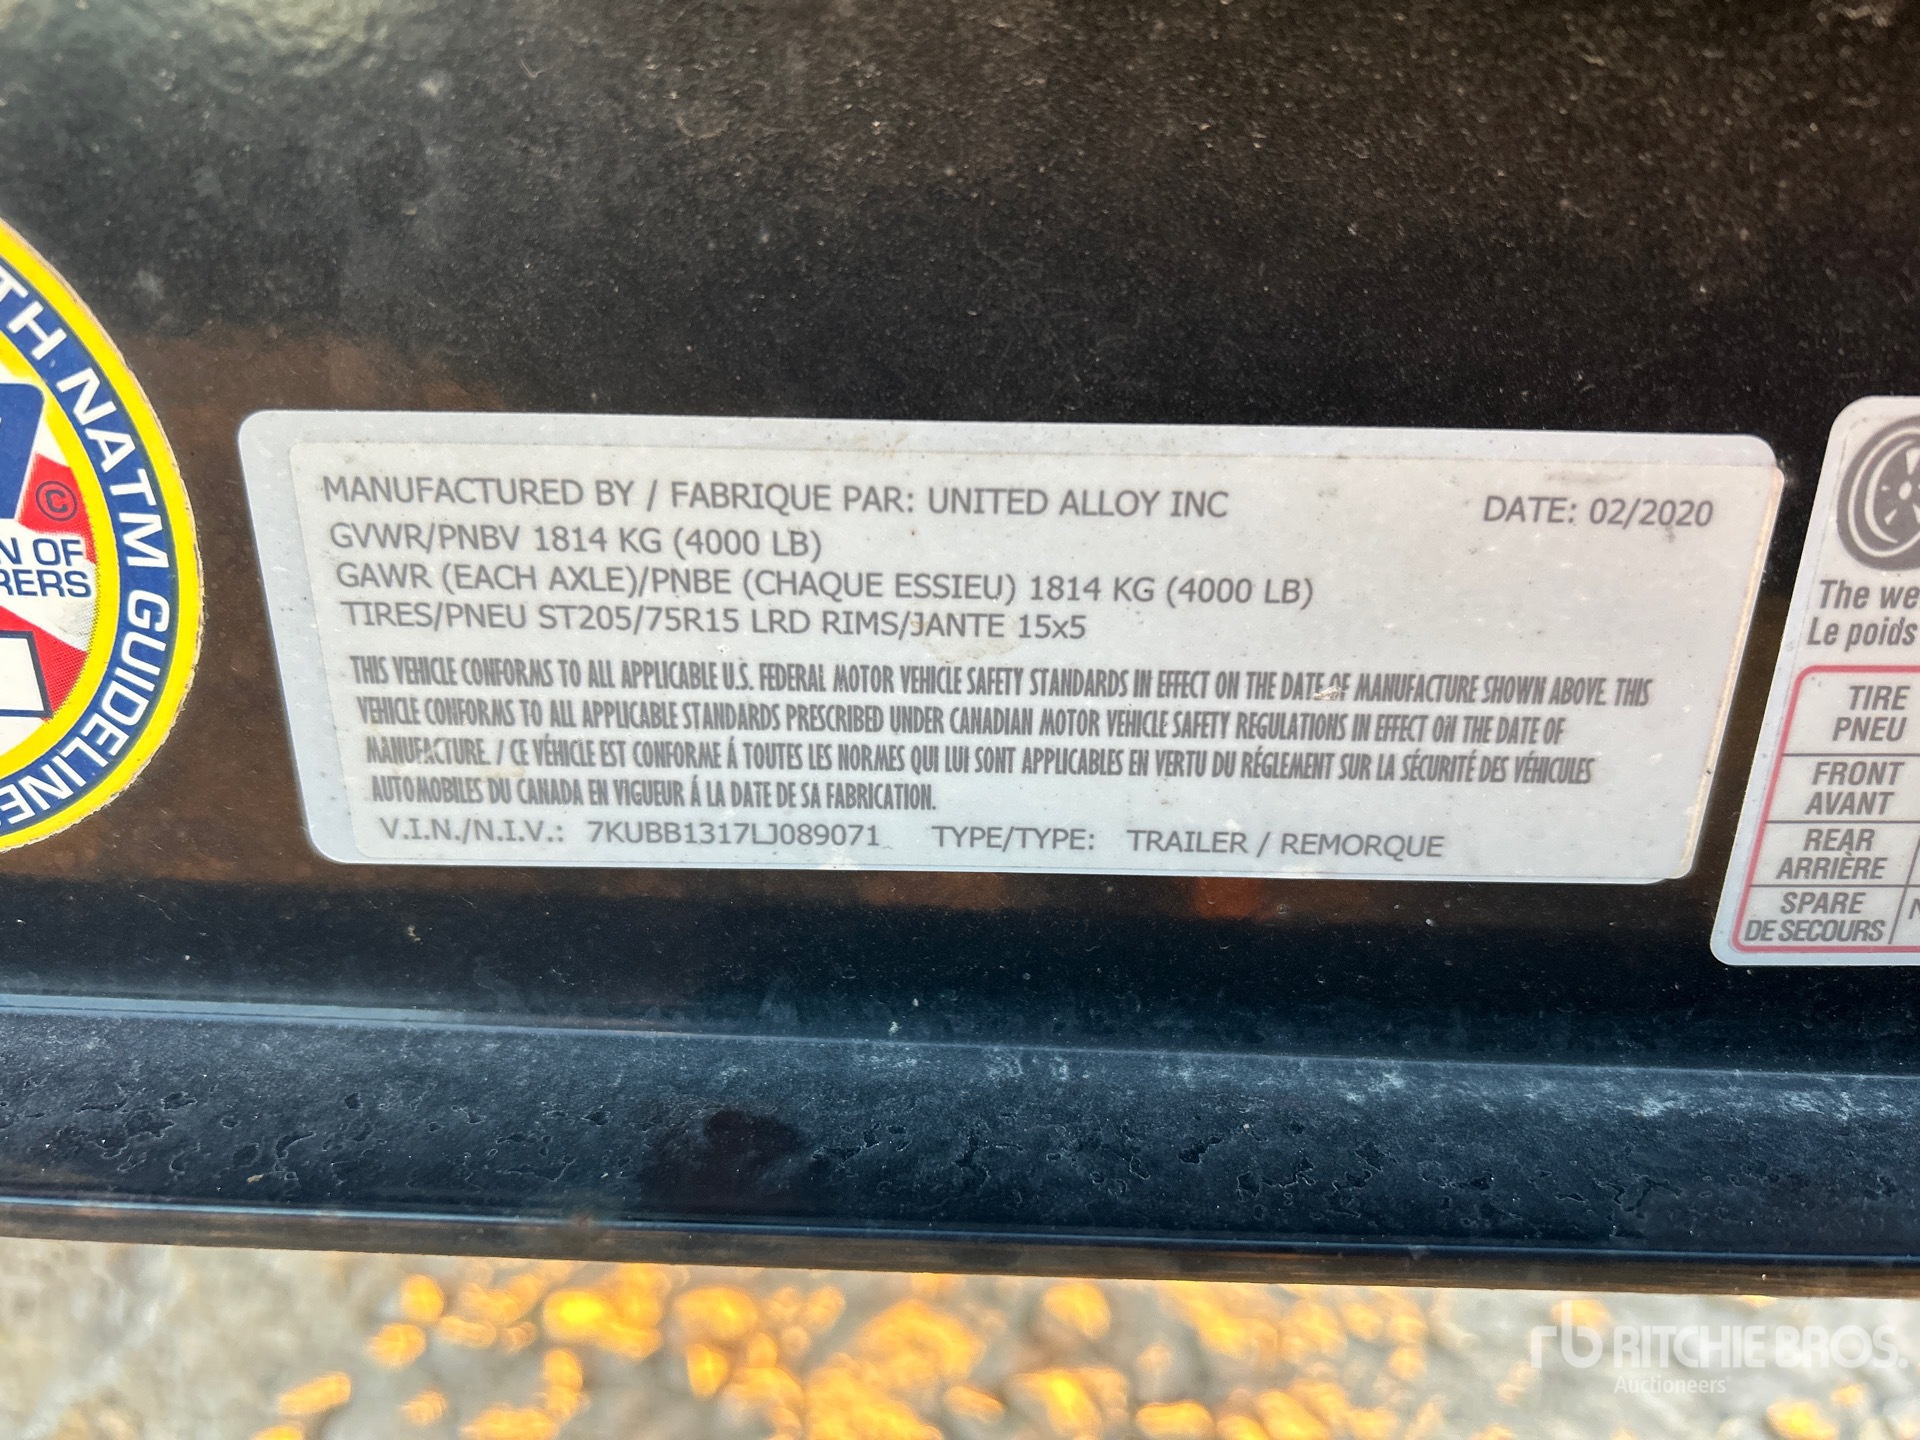 TH NATM GUIDELINE
©
N OF
RERS
MANUFACTURED BY / FABRIQUE PAR: UNITED ALLOY INC DATE: 02/2020
GVWR/PNBV 1814 KG (4000 LB)
GAWR (EACH AXLE)/PNBE (CHAQUE ESSIEU) 1814 KG (4000 LB)
TIRES/PNEU ST205/75R15 LRD RIMS/JANTE 15x5
THIS VEHICLE CONFORMS TO ALL APPLICABLE U.S. FEDERAL MOTOR VEHICLE SAFETY STANDARDS IN EFFECT ON THE DATE OF MANUFACTURE SHOWN ABOVE. THIS
VEHICLE CONFORMS TO ALL APPLICABLE STANDARDS PRESCRIBED UNDER CANADIAN MOTOR VEHICLE SAFETY REGULATIONS IN EFFECT ON THE DATE OF
MANUFACTURE. / CE VÉHICLE EST CONFORME Á TOUTES LES NORMES QUI LUI SONT APPLICABLES EN VERTU DU RÉGLEMENT SUR LA SÉCURITÉ DES VÉHICULES
AUTOMOBILES DU CANADA EN VIGUEUR Á LA DATE DE SA FABRICATION.
V.I.N./N.I.V.: 7KUBB1317LJ089071 TYPE/TYPE: TRAILER / REMORQUE
The we
Le poids
TIRE
PNEU
FRONT
AVANT
REAR
ARRIÈRE
SPARE
DE SECOURS
N
rb RITCHIE BROS.
Auctioneers